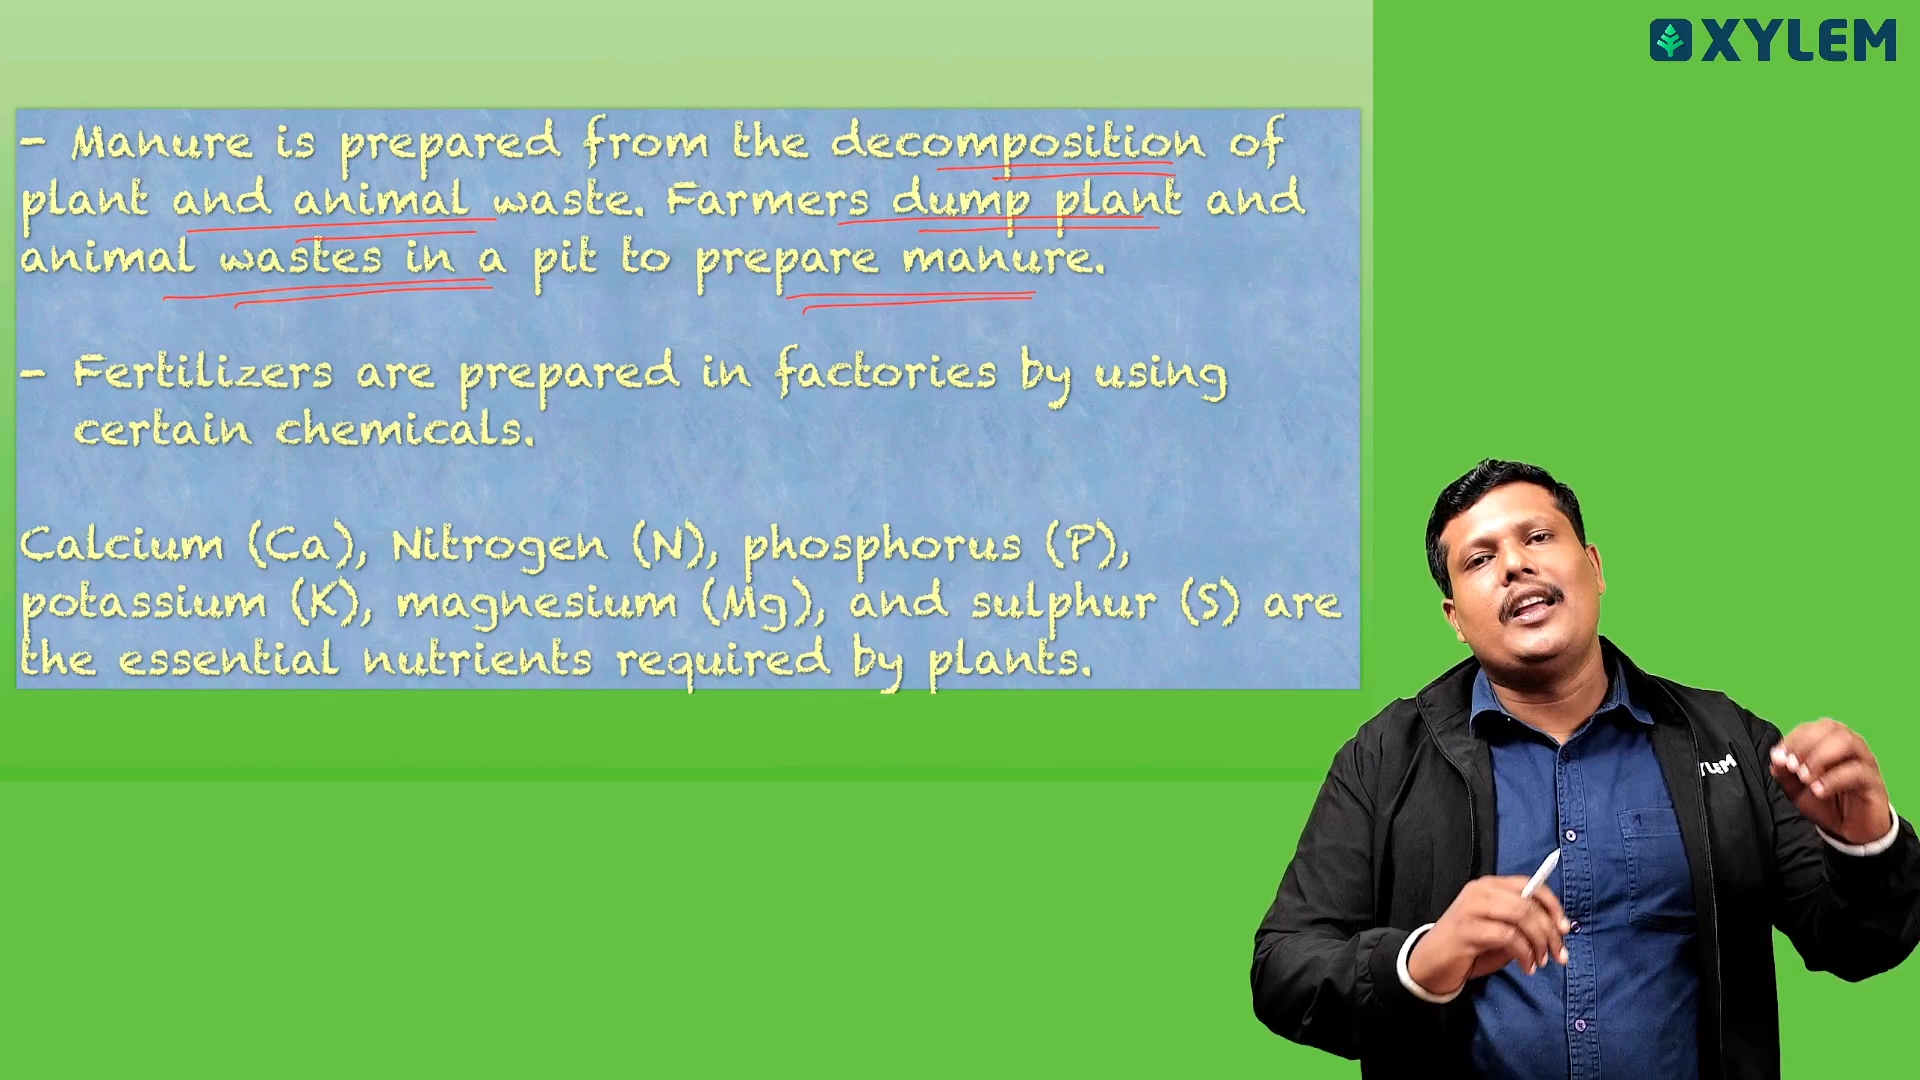 XYLEM
- Manure is prepared from the decomposition of
plant and animal waste. Farmers dump plant and
animal wastes in a pit to prepare manure.
- Fertilizers are prepared in factories by using
certain chemicals.
Calcium (Ca), Nitrogen (N), phosphorus (P),
potassium (K), magnesium (Mg), and sulphur (S) are
the essential nutrients required by plants.
YLEM